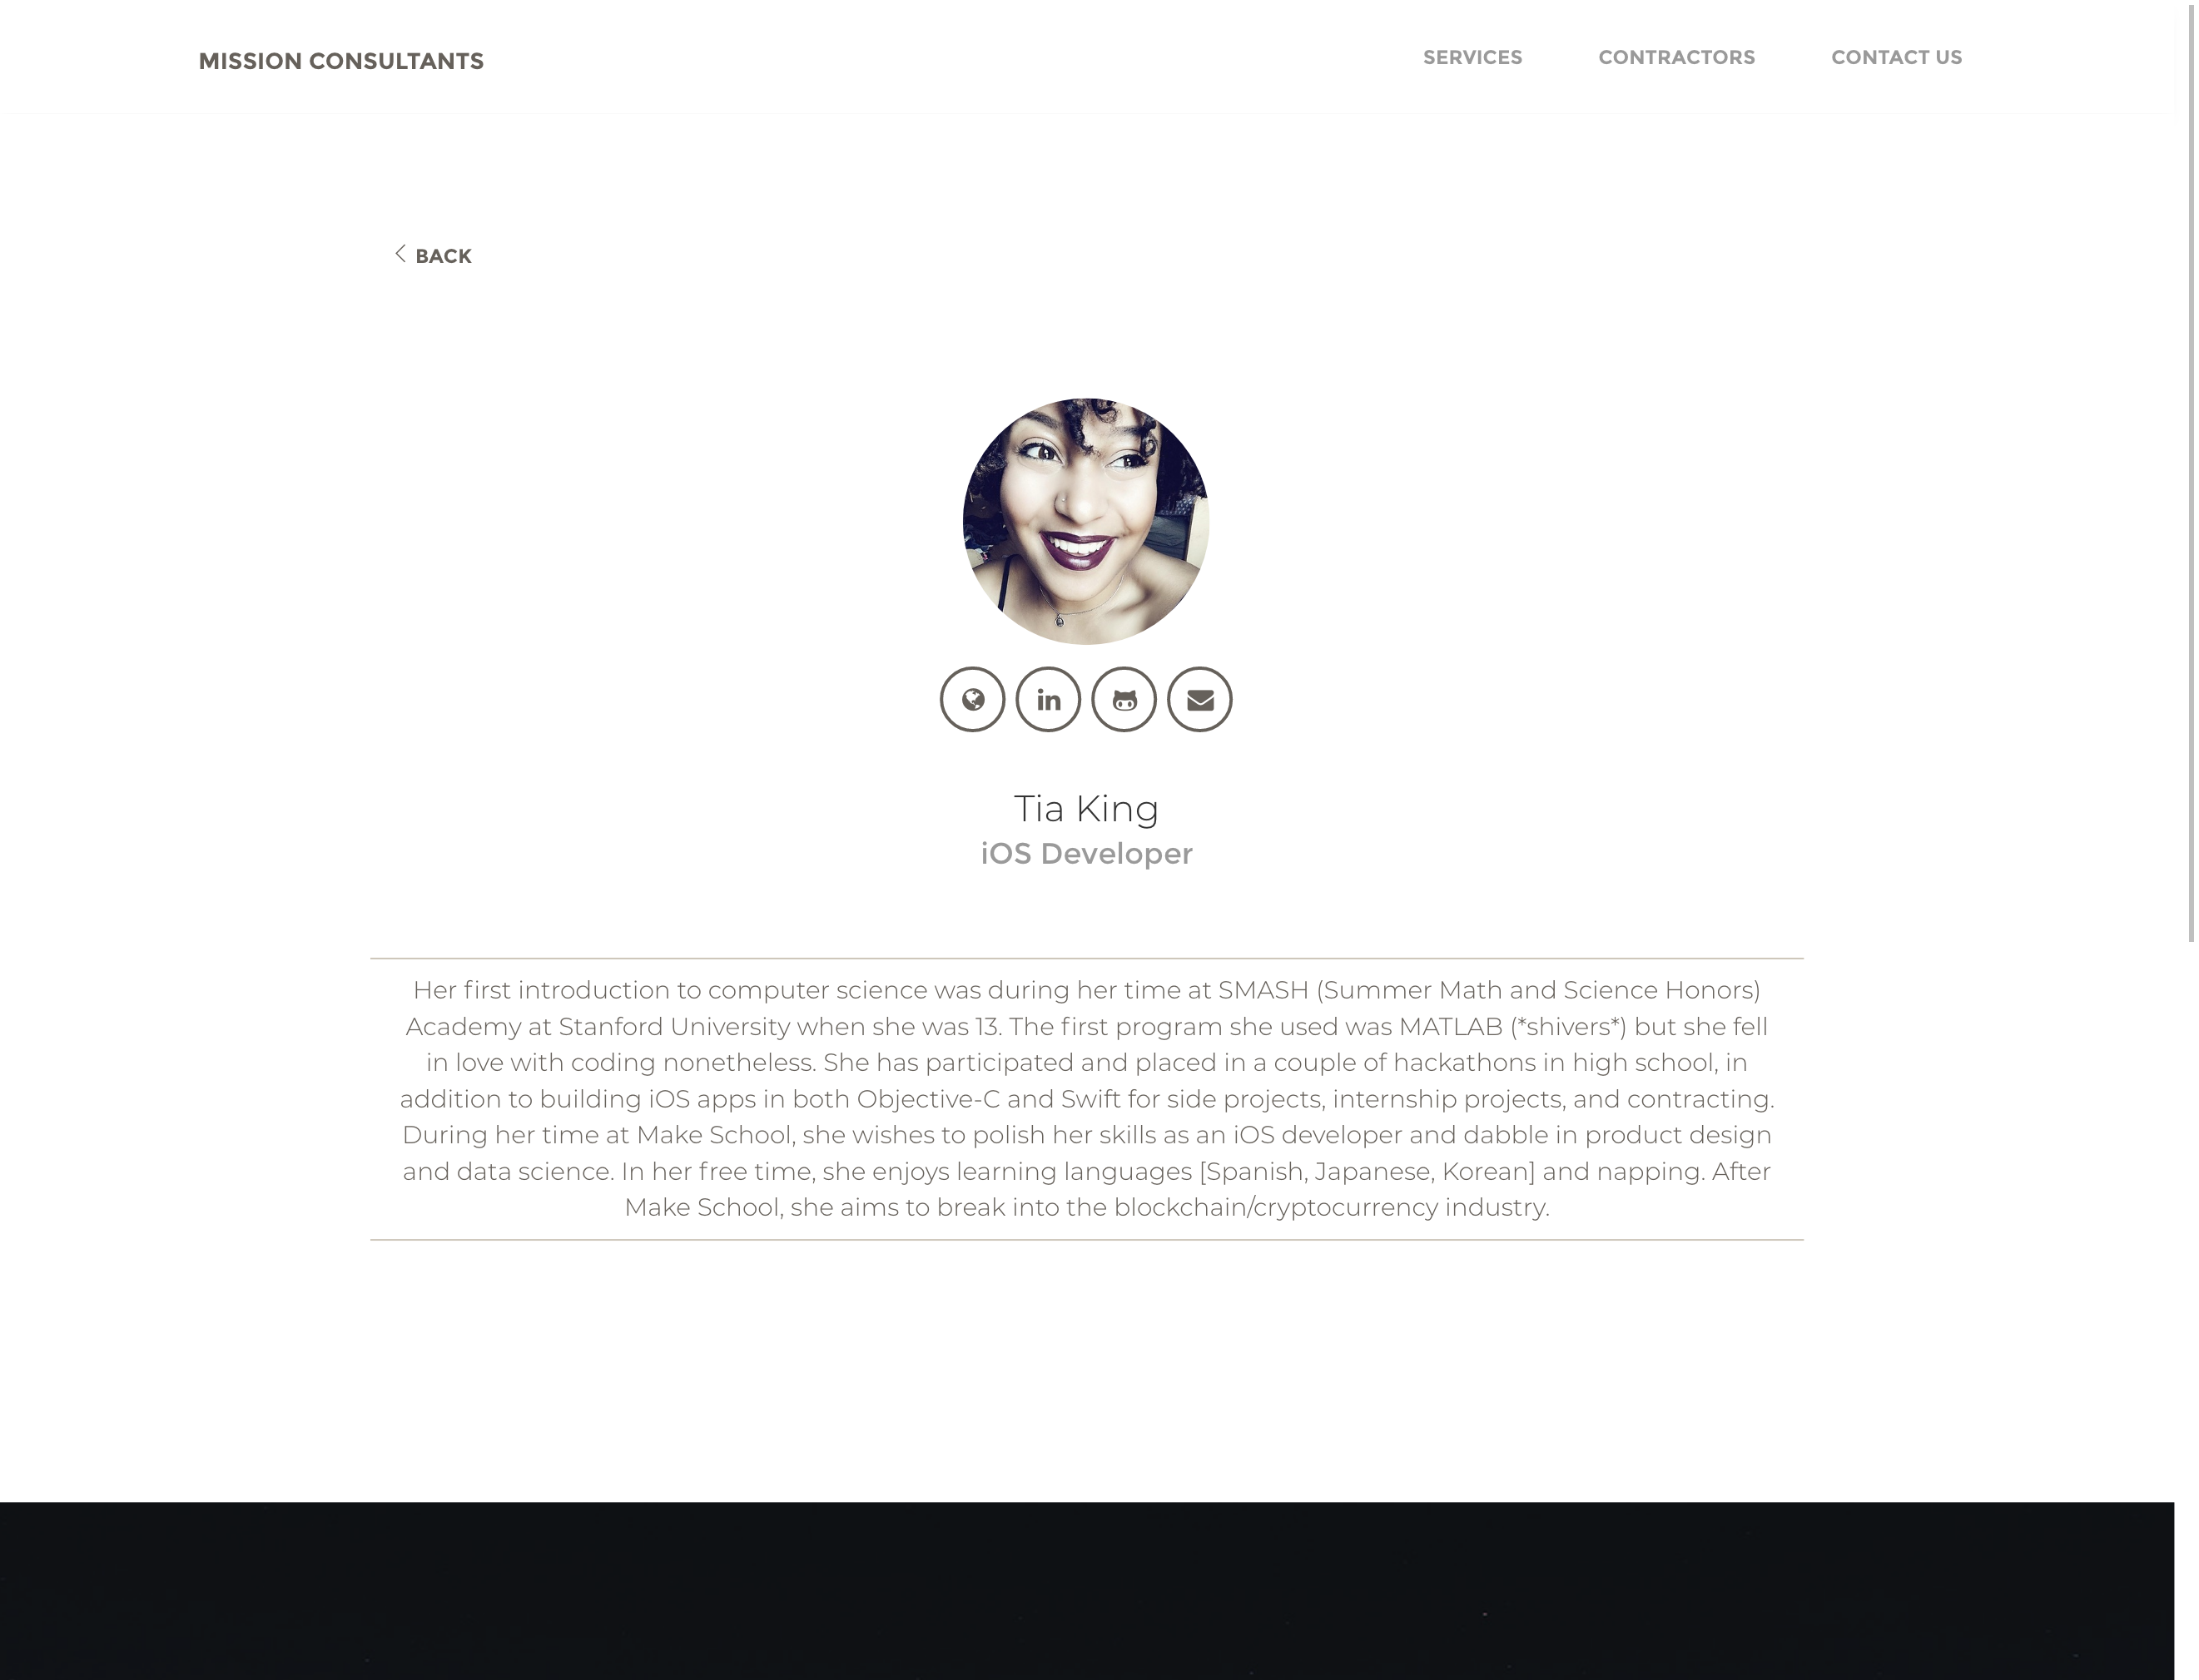 MISSION CONSULTANTS
SERVICES CONTRACTORS CONTACT US
BACK
in
Tia King
iOS Developer
Her first introduction to computer science was during her time at SMASH (Summer Math and Science Honors)
Academy at Stanford University when she was 13. The first program she used was MATLAB (*shivers*) but she fell
in love with coding nonetheless. She has participated and placed in a couple of hackathons in high school, in
addition to building iOS apps in both Objective-C and Swift for side projects, internship projects, and contracting.
During her time at Make School, she wishes to polish her skills as an iOS developer and dabble in product design
and data science. In her free time, she enjoys learning languages [Spanish, Japanese, Korean] and napping. After
Make School, she aims to break into the blockchain/cryptocurrency industry.